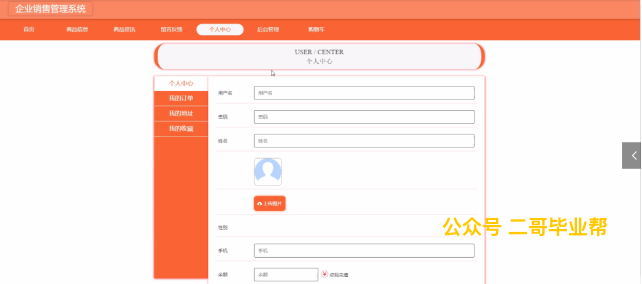 企业销售管理系统
首页 商品信息 商品资讯 留言反馈 个人中心 后台管理 购物车
USER / CENTER
个人中心
个人中心
我的订单
我的地址
我的收藏
用户名 用户名
密码 密码
姓名 姓名
上传图片
性别
手机 手机
余额 余额 点我充值
公众号 二哥毕业帮